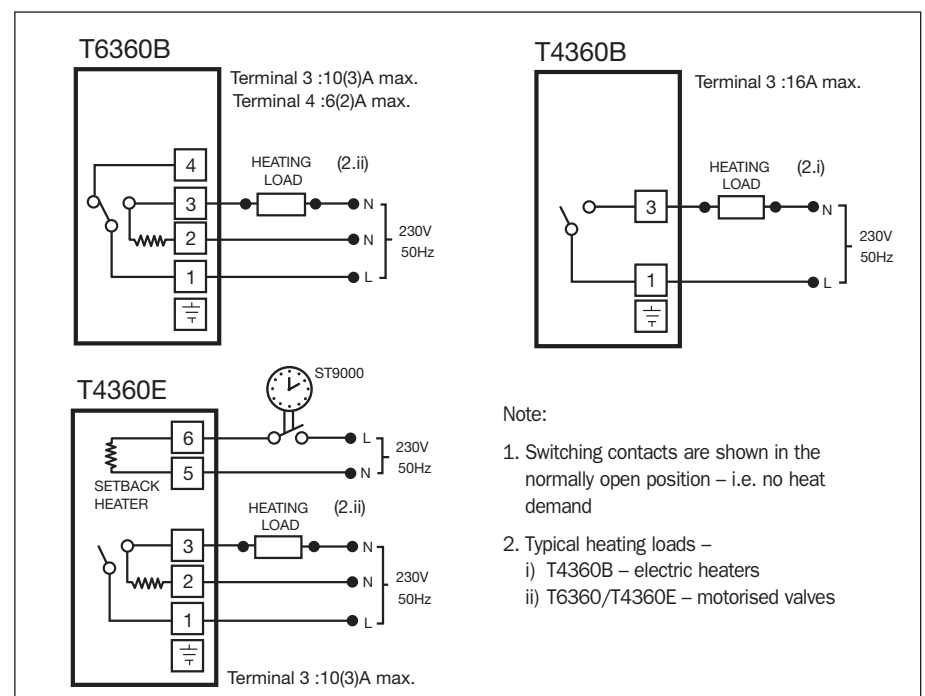 T6360B
Terminal 3 :10(3)A max.
Terminal 4 :6(2)A max.
4
HEATING
LOAD
(2.ii)
3
N
2
N
230V
50Hz
1
L
T4360B
Terminal 3 :16A max.
HEATING
LOAD
(2.i)
3
N
230V
50Hz
1
L
T4360E
ST9000
6
L
230V
50Hz
5
N
SETBACK
HEATER
HEATING
LOAD
(2.ii)
3
N
2
N
230V
50Hz
1
L
Terminal 3 :10(3)A max.
Note:
1. Switching contacts are shown in the
normally open position – i.e. no heat
demand
2. Typical heating loads –
i) T4360B – electric heaters
ii) T6360/T4360E – motorised valves